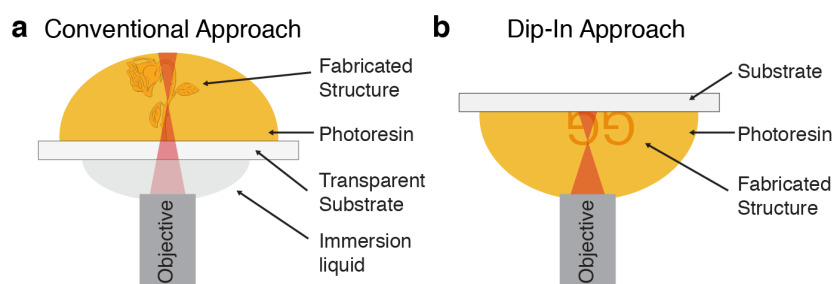 a Conventional Approach
Fabricated
Structure
Photoresin
Transparent
Substrate
Immersion
liquid
Objective
b Dip-In Approach
Substrate
Photoresin
Fabricated
Structure
55
Objective